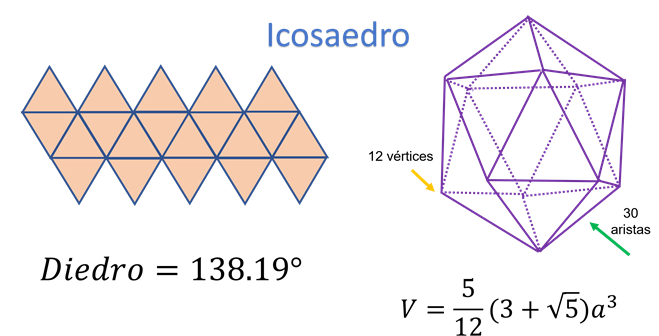 Icosaedro
12 vértices
30
aristas
Diedro = 138.19°
V = 5/12 (3 + √5)a³